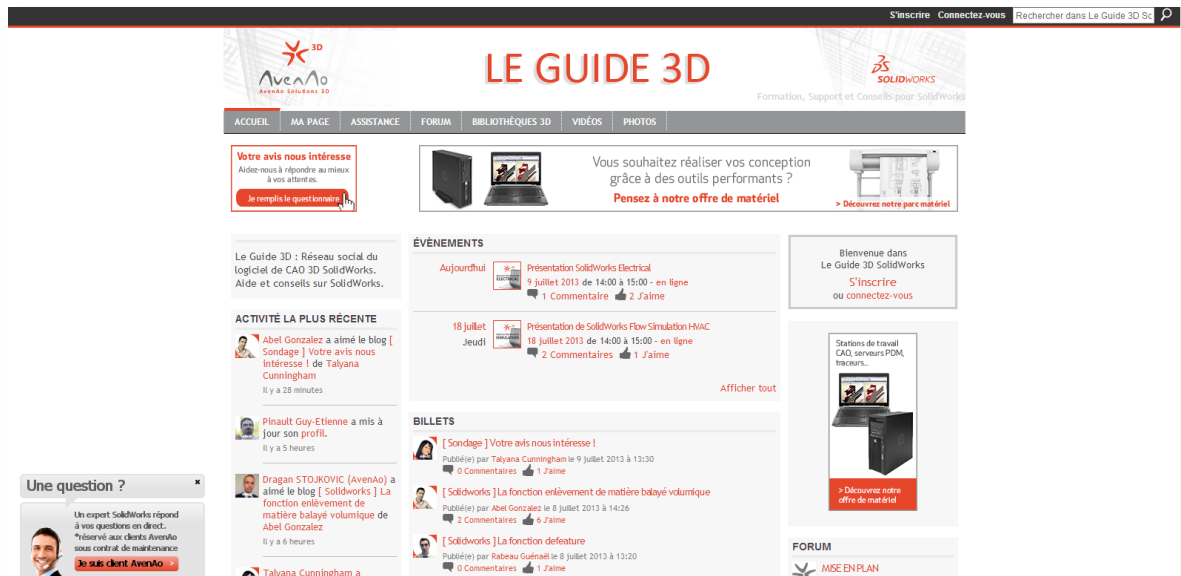 S'inscrire Connectez-vous Rechercher dans Le Guide 3D Sc
3D
AvenAo
AvenAo Solutions 3D
LE GUIDE 3D
SOLIDWORKS
Formation, Support et Conseils pour SolidWorks
ACCUEIL MA PAGE ASSISTANCE FORUM BIBLIOTHÈQUES 3D VIDÉOS PHOTOS
Votre avis nous intéresse
Aidez-nous à répondre au mieux
à vos attentes.
Je remplis le questionnaire
Vous souhaitez réaliser vos conception
grâce à des outils performants ?
Pensez à notre offre de matériel
> Découvrez notre parc matériel
Le Guide 3D : Réseau social du
logiciel de CAO 3D SolidWorks.
Aide et conseils sur SolidWorks.
ACTIVITÉ LA PLUS RÉCENTE
Abel Gonzalez a aimé le blog [
Sondage ] Votre avis nous
intéresse ! de Talyana
Cunningham
Il y a 28 minutes
Pinault Guy-Etienne a mis à
jour son profil.
Il y a 5 heures
Dragan STOJKOVIC (AvenAo) a
aimé le blog [ Solidworks ] La
fonction enlèvement de
matière balayé volumique de
Abel Gonzalez
Il y a 6 heures
Talyana Cunningham a
ÉVÈNEMENTS
Aujourd'hui
Présentation SolidWorks Electrical
9 juillet 2013 de 14:00 à 15:00 - en ligne
1 Commentaire 2 J'aime
18 juillet
Jeudi
Présentation de SolidWorks Flow Simulation HVAC
18 juillet 2013 de 14:00 à 15:00 - en ligne
2 Commentaires 1 J'aime
Afficher tout
BILLETS
[ Sondage ] Votre avis nous intéresse !
Publié(e) par Talyana Cunningham le 9 juillet 2013 à 13:30
0 Commentaires 1 J'aime
[ Solidworks ] La fonction enlèvement de matière balayé volumique
Publié(e) par Abel Gonzalez le 8 juillet 2013 à 14:26
2 Commentaires 6 J'aime
[ Solidworks ] La fonction defeature
Publié(e) par Rabeau Guénaël le 8 juillet 2013 à 13:20
0 Commentaires 1 J'aime
Bienvenue dans
Le Guide 3D SolidWorks
S'inscrire
ou connectez-vous
Stations de travail
CAO, serveurs PDM,
traceurs...
> Découvrez notre
offre de matériel
FORUM
MISE EN PLAN
Une question ?
Un expert SolidWorks répond
à vos questions en direct.
*réservé aux clients AvenAo
sous contrat de maintenance
Je suis client AvenAo >